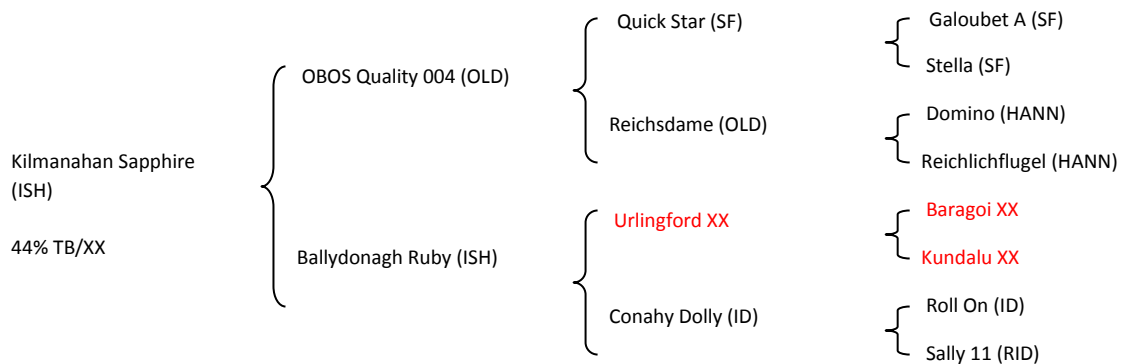 Kilmanahan Sapphire
(ISH)
44% TB/XX
OBOS Quality 004 (OLD)
Ballydonagh Ruby (ISH)
Quick Star (SF)
Reichsdame (OLD)
Urlingford XX
Conahy Dolly (ID)
Galoubet A (SF)
Stella (SF)
Domino (HANN)
Reichlichflugel (HANN)
Baragoi XX
Kundalu XX
Roll On (ID)
Sally 11 (RID)